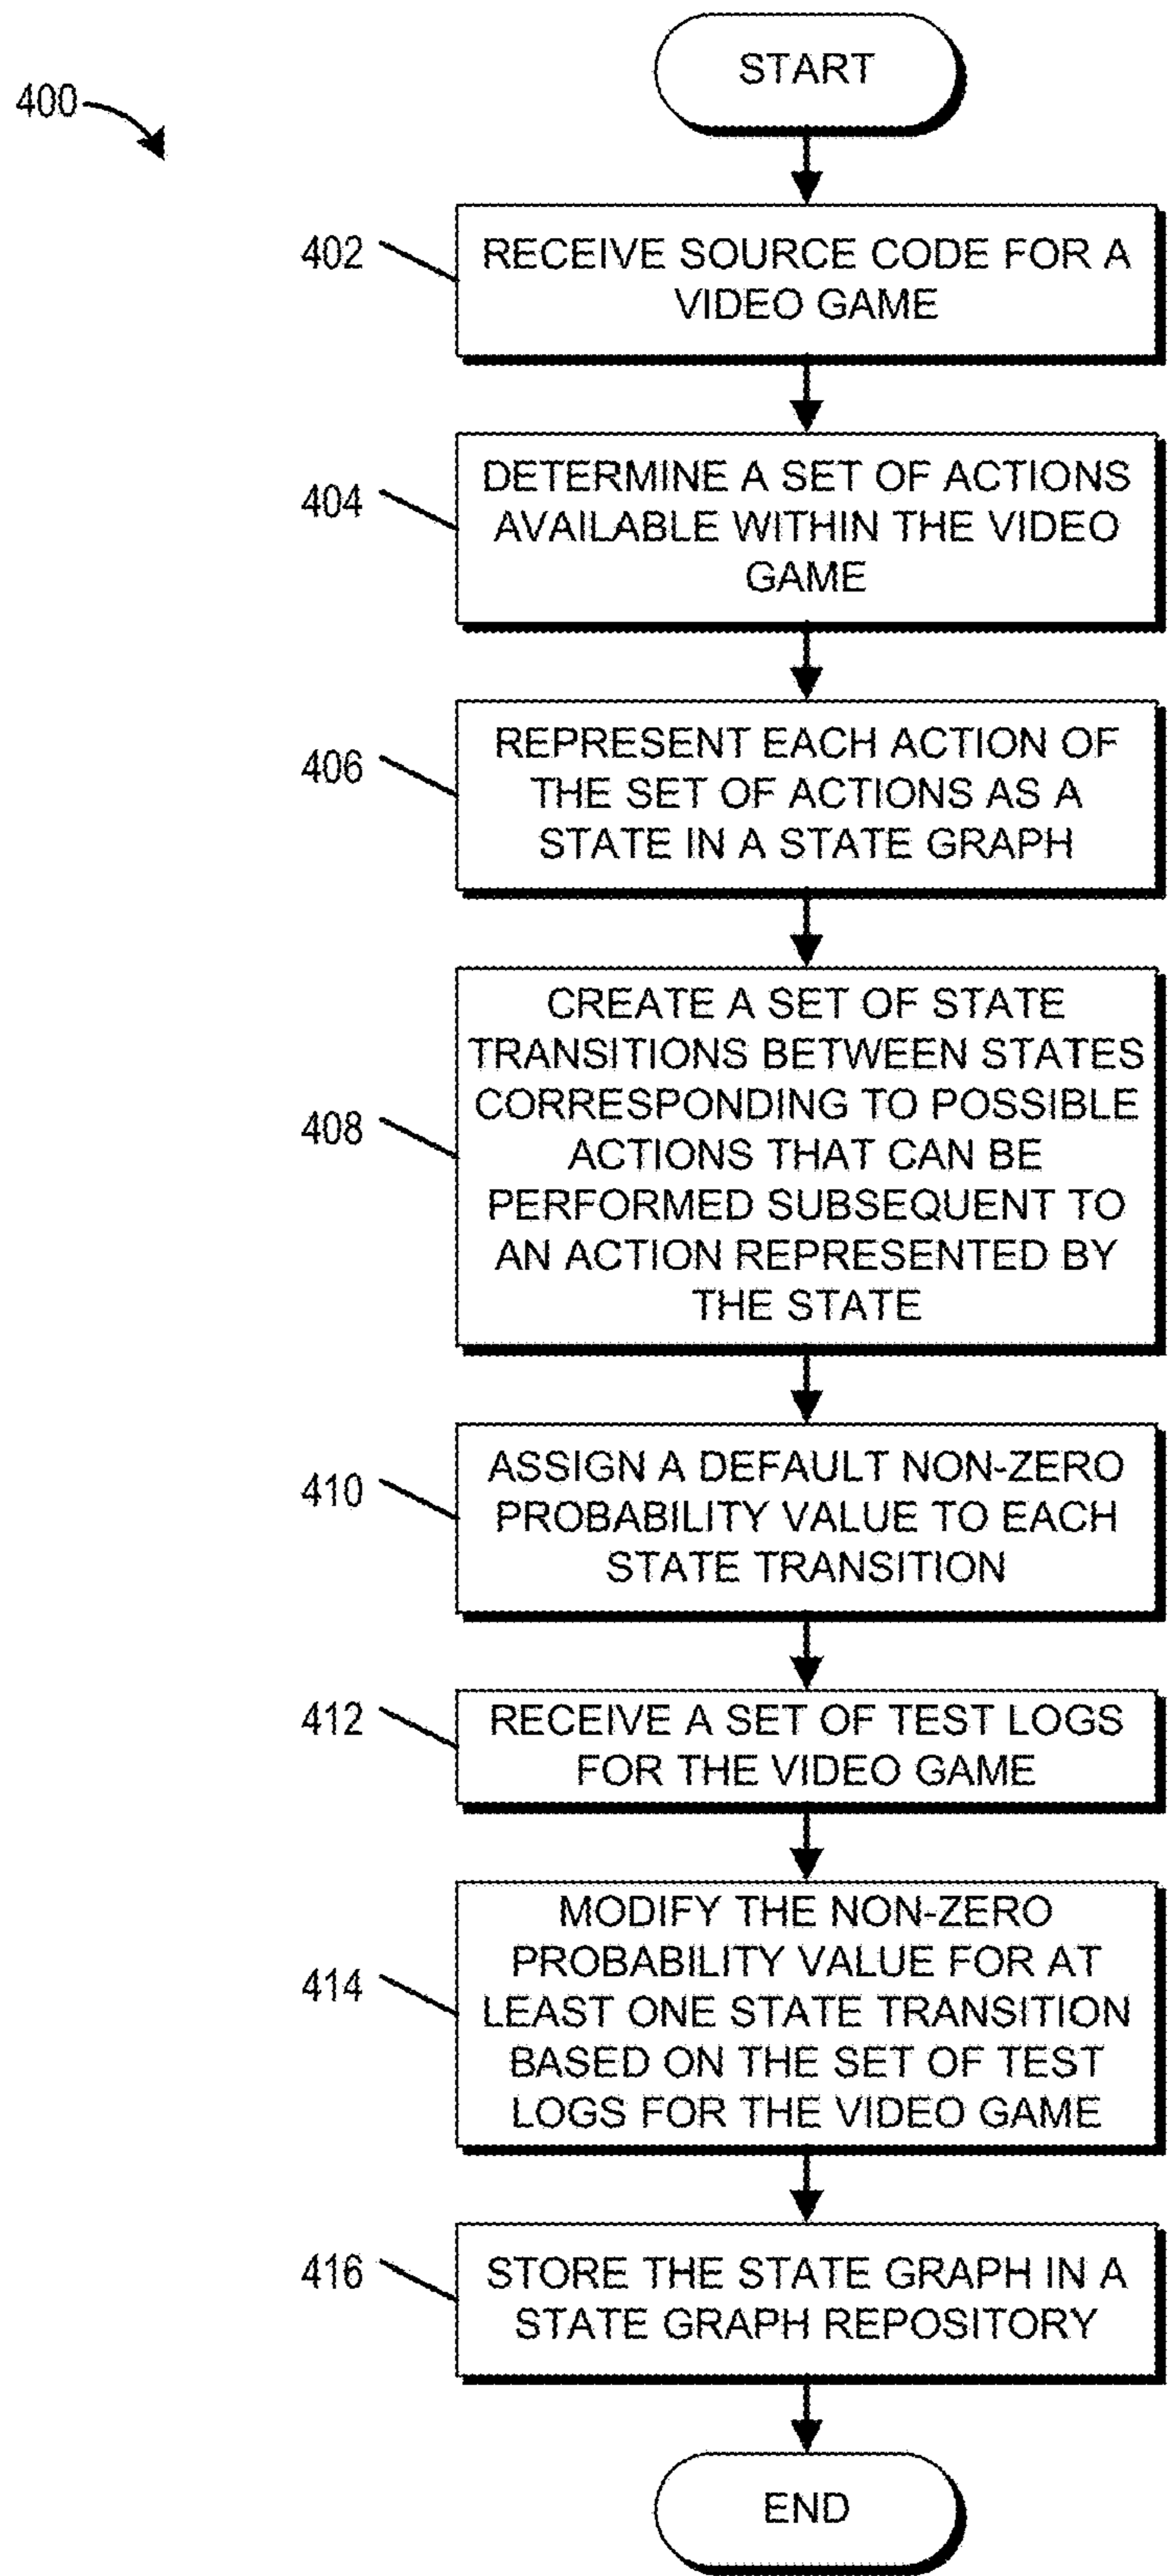 400
START
402
RECEIVE SOURCE CODE FOR A
VIDEO GAME
404
DETERMINE A SET OF ACTIONS
AVAILABLE WITHIN THE VIDEO
GAME
406
REPRESENT EACH ACTION OF
THE SET OF ACTIONS AS A
STATE IN A STATE GRAPH
408
CREATE A SET OF STATE
TRANSITIONS BETWEEN STATES
CORRESPONDING TO POSSIBLE
ACTIONS THAT CAN BE
PERFORMED SUBSEQUENT TO
AN ACTION REPRESENTED BY
THE STATE
410
ASSIGN A DEFAULT NON-ZERO
PROBABILITY VALUE TO EACH
STATE TRANSITION
412
RECEIVE A SET OF TEST LOGS
FOR THE VIDEO GAME
414
MODIFY THE NON-ZERO
PROBABILITY VALUE FOR AT
LEAST ONE STATE TRANSITION
BASED ON THE SET OF TEST
LOGS FOR THE VIDEO GAME
416
STORE THE STATE GRAPH IN A
STATE GRAPH REPOSITORY
END